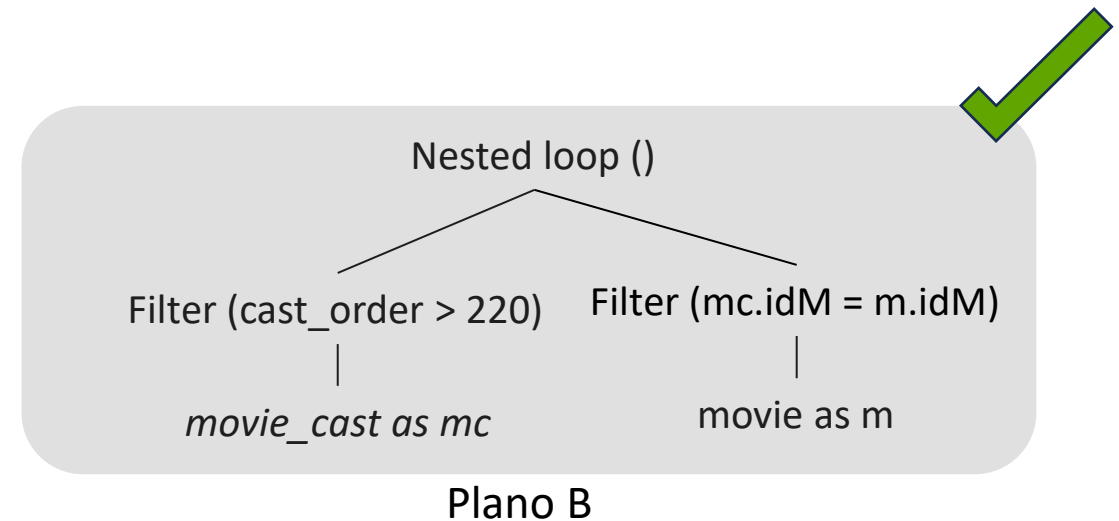 Nested loop ()
Filter (cast_order > 220)
Filter (mc.idM = m.idM)
movie_cast as mc
movie as m
Plano B